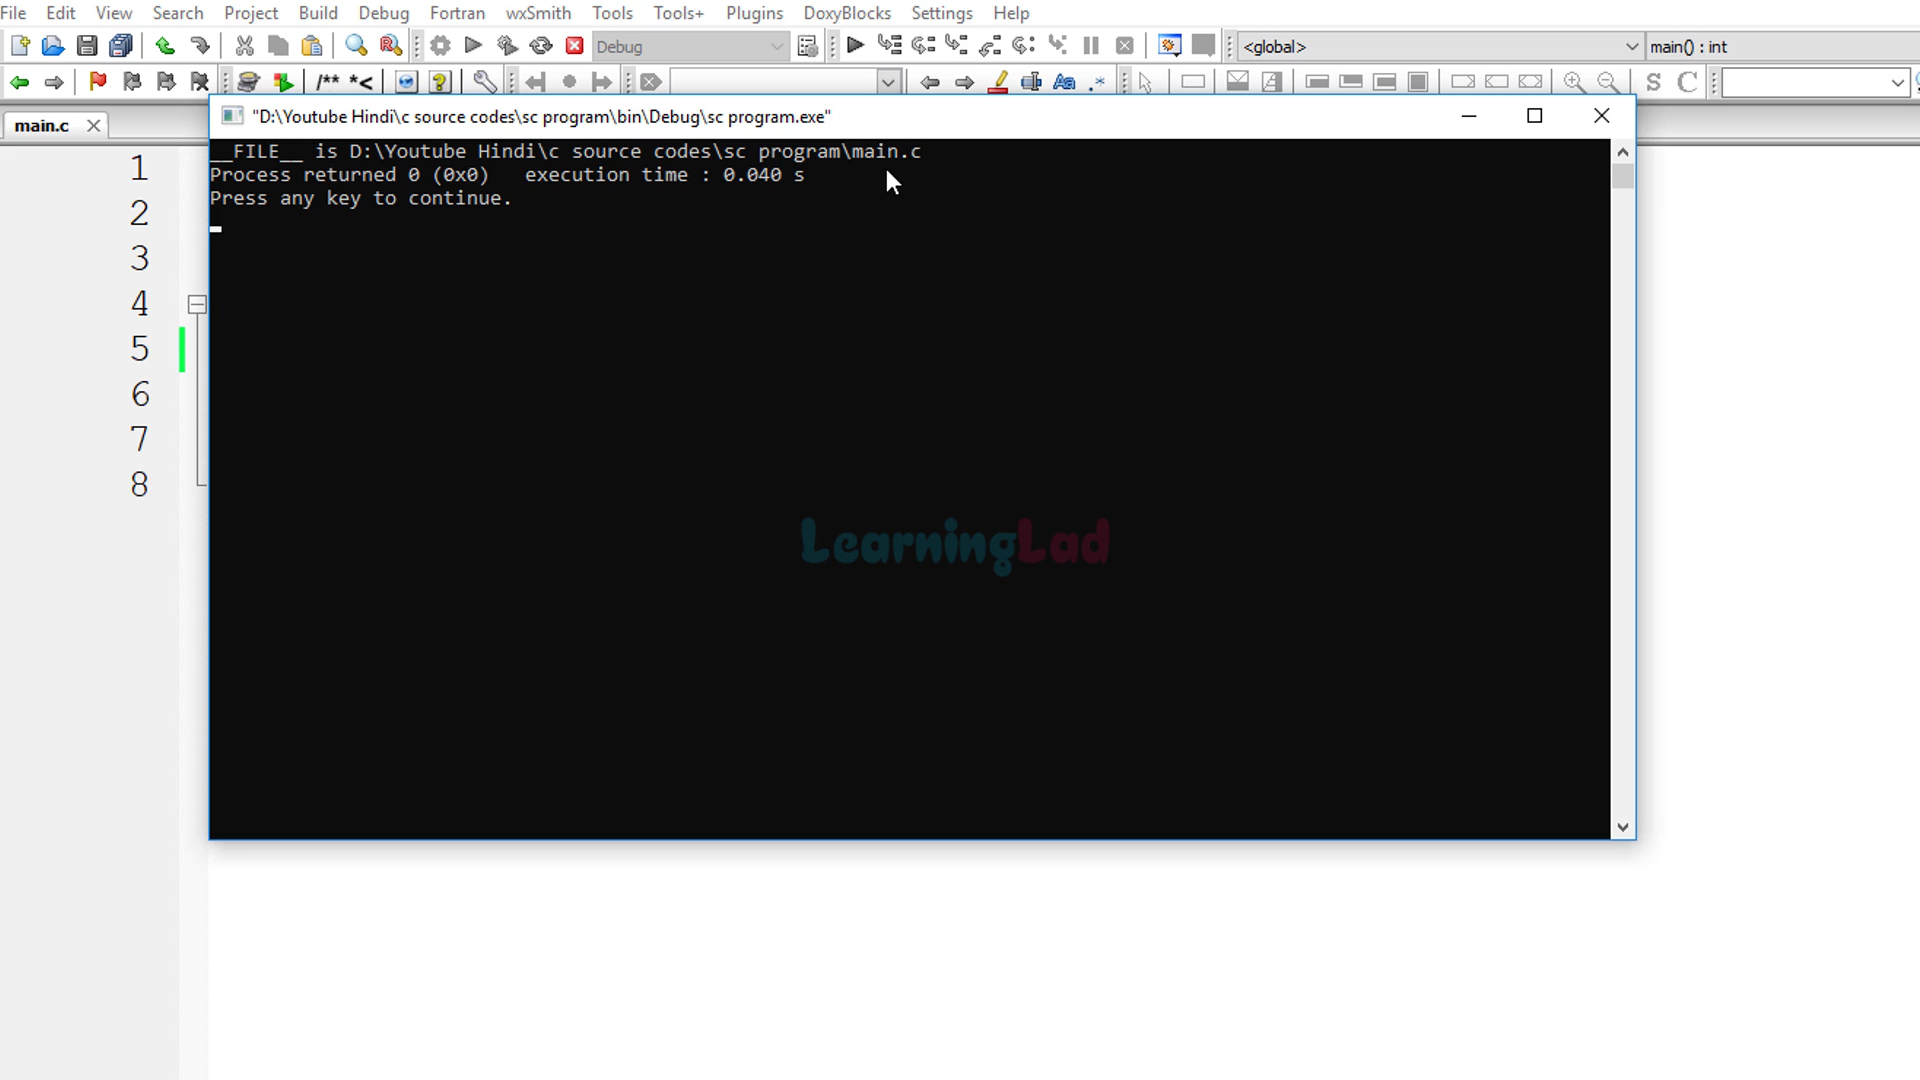 File Edit View Search Project Build Debug Fortran wxSmith Tools Tools+ Plugins DoxyBlocks Settings Help
Debug <global> main() : int
/** *< Aa .* S C
main.c
"D:\Youtube Hindi\c source codes\sc program\bin\Debug\sc program.exe"
__FILE__ is D:\Youtube Hindi\c source codes\sc program\main.c
Process returned 0 (0x0)   execution time : 0.040 s
Press any key to continue.
1
2
3
4
5
6
7
8
LearningLad